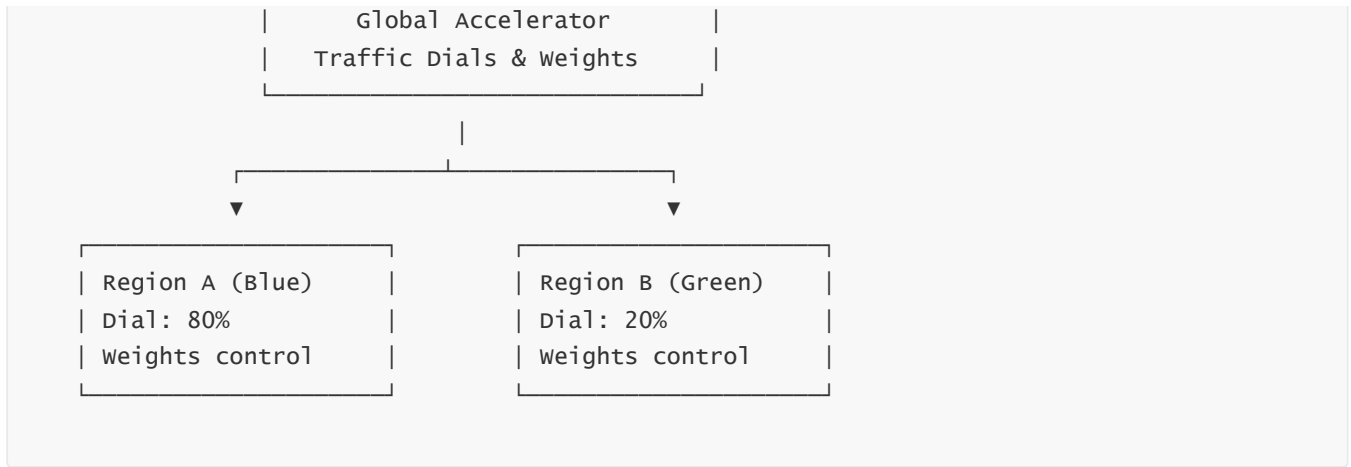 │ Global Accelerator │
│ Traffic Dials & Weights │
└───────────────────────────────┘
│
┌───────────────┴────────────────┐
▼ ▼
┌──────────────────────┐ ┌──────────────────────┐
│ Region A (Blue) │ │ Region B (Green) │
│ Dial: 80% │ │ Dial: 20% │
│ Weights control │ │ Weights control │
└──────────────────────┘ └──────────────────────┘